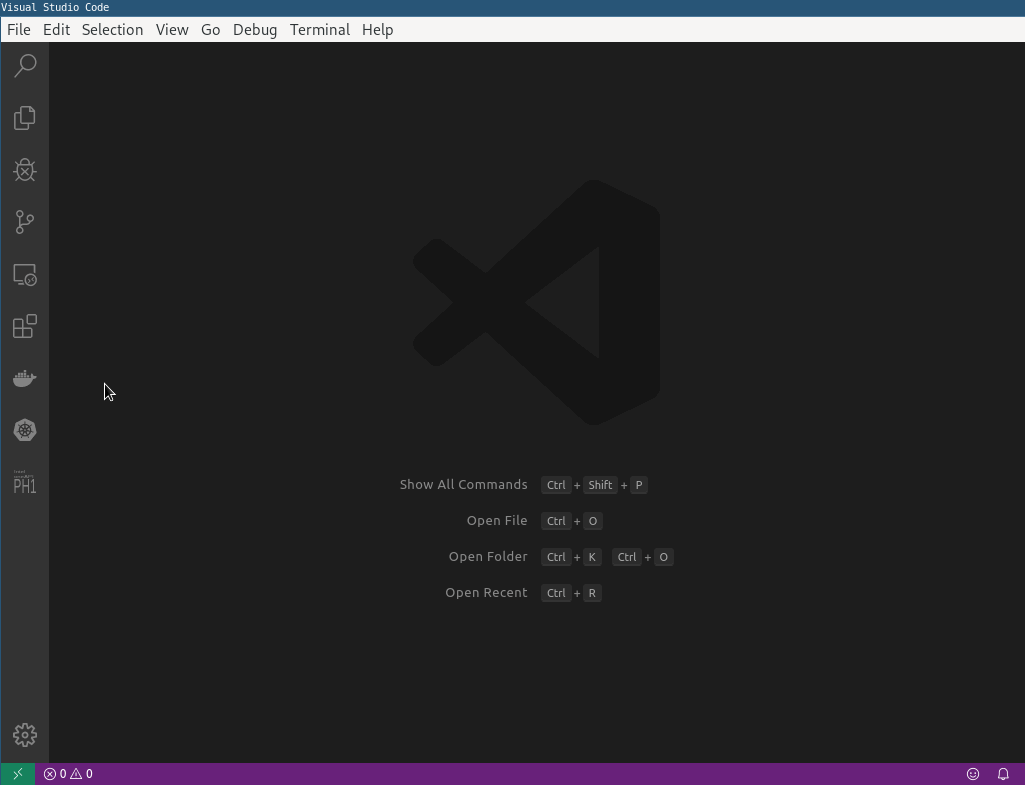 Visual Studio Code
File Edit Selection View Go Debug Terminal Help
PH1
Show All Commands Ctrl + Shift + P
Open File Ctrl + O
Open Folder Ctrl + K Ctrl + O
Open Recent Ctrl + R
0 0